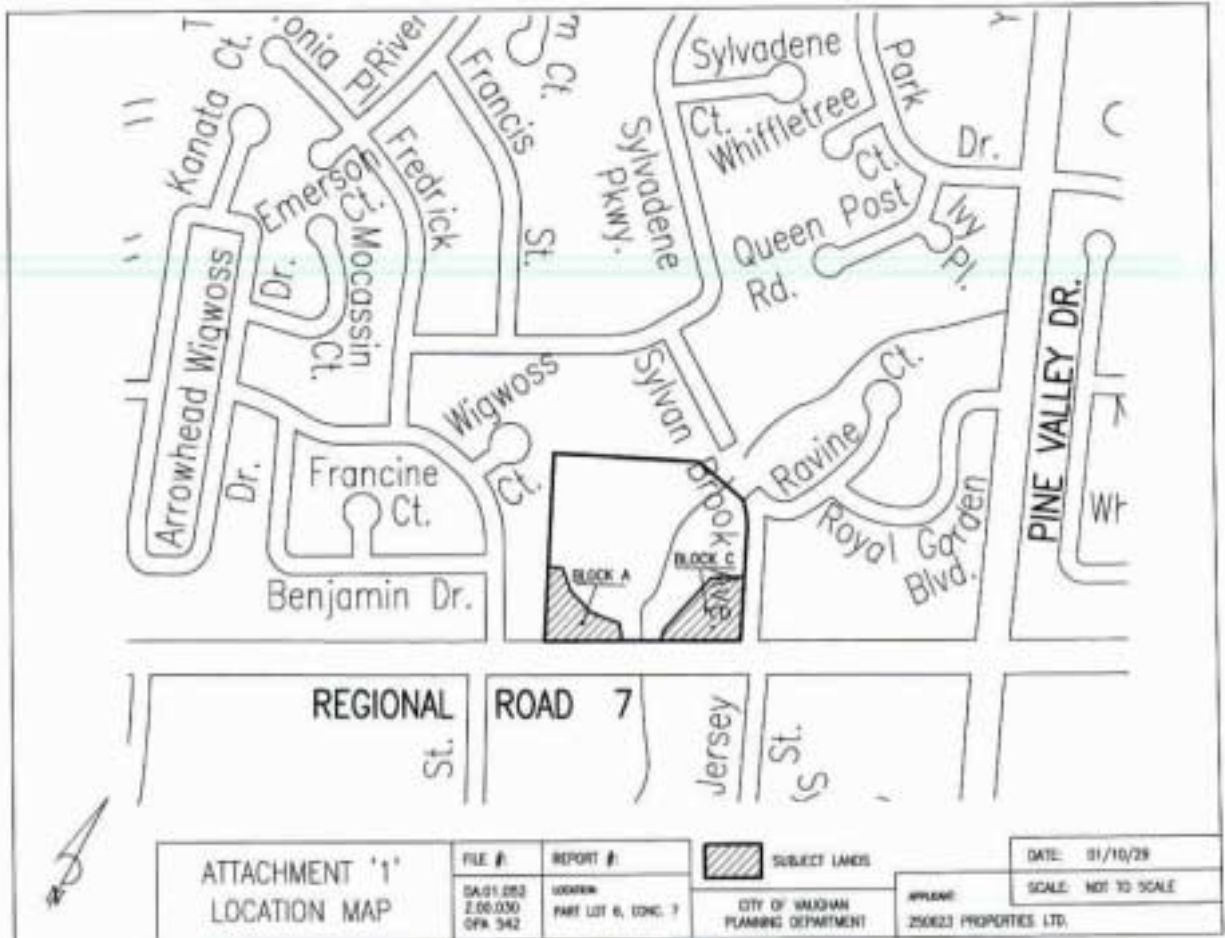 Kanata Ct.
onia
Pl.
River
Francis
St.
m Ct.
Sylvadene
Ct.
Whiffletree
Ct.
Park
Dr.
Sylvadene
Pkwy.
Fredrick
Emerson
Ct.
Mocassin
Ct.
Dr.
Queen Post
Rd.
Ivy
Pl.
Arrowhead Wigwoss
Dr.
Wigwoss
Ct.
Sylvan
Brook Ave.
Ravine
Ct.
PINE VALLEY DR.
Francine
Ct.
Royal Garden
Blvd.
Wh
BLOCK A
BLOCK C
Benjamin Dr.
REGIONAL ROAD 7
St.
Jersey
St.
Sy
ATTACHMENT '1'
LOCATION MAP
FILE #:
DA.01.052
Z.00.030
OPA 542
REPORT #:
LOCATION:
PART LOT 6, CONC. 7
SUBJECT LANDS
CITY OF VAUGHAN
PLANNING DEPARTMENT
DATE: 01/10/29
SCALE: NOT TO SCALE
APPLICANT:
250623 PROPERTIES LTD.